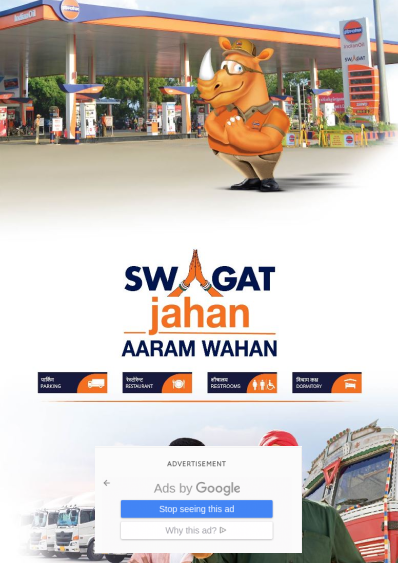 IndianOil
SWAGAT
jahan
AARAM WAHAN
पार्किंग
PARKING
रेस्टोरेंट
RESTAURANT
शौचालय
RESTROOMS
विश्राम कक्ष
DORMITORY
ADVERTISEMENT
Ads by Google
Stop seeing this ad
Why this ad?